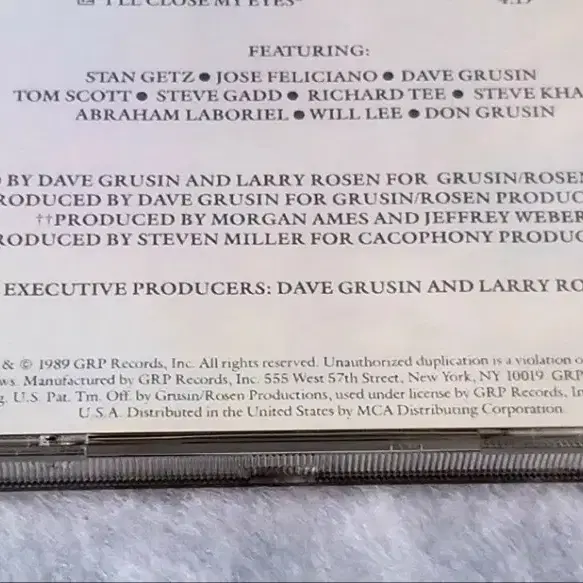 I'LL CLOSE MY EYES
FEATURING:
STAN GETZ ● JOSE FELICIANO ● DAVE GRUSIN
TOM SCOTT ● STEVE GADD ● RICHARD TEE ● STEVE KHA
ABRAHAM LABORIEL ● WILL LEE ● DON GRUSIN
BY DAVE GRUSIN AND LARRY ROSEN FOR GRUSIN/ROSEN
RODUCED BY DAVE GRUSIN FOR GRUSIN/ROSEN PRODUC
††PRODUCED BY MORGAN AMES AND JEFFREY WEBER
RODUCED BY STEVEN MILLER FOR CACOPHONY PRODUC
EXECUTIVE PRODUCERS: DAVE GRUSIN AND LARRY RO
& © 1989 GRP Records, Inc. All rights reserved. Unauthorized duplication is a violation o
ws. Manufactured by GRP Records, Inc. 555 West 57th Street, New York, NY 10019 GRP
g. U.S. Pat. Tm. Off. by Grusin/Rosen Productions, used under license by GRP Records, In
U.S.A. Distributed in the United States by MCA Distributing Corporation